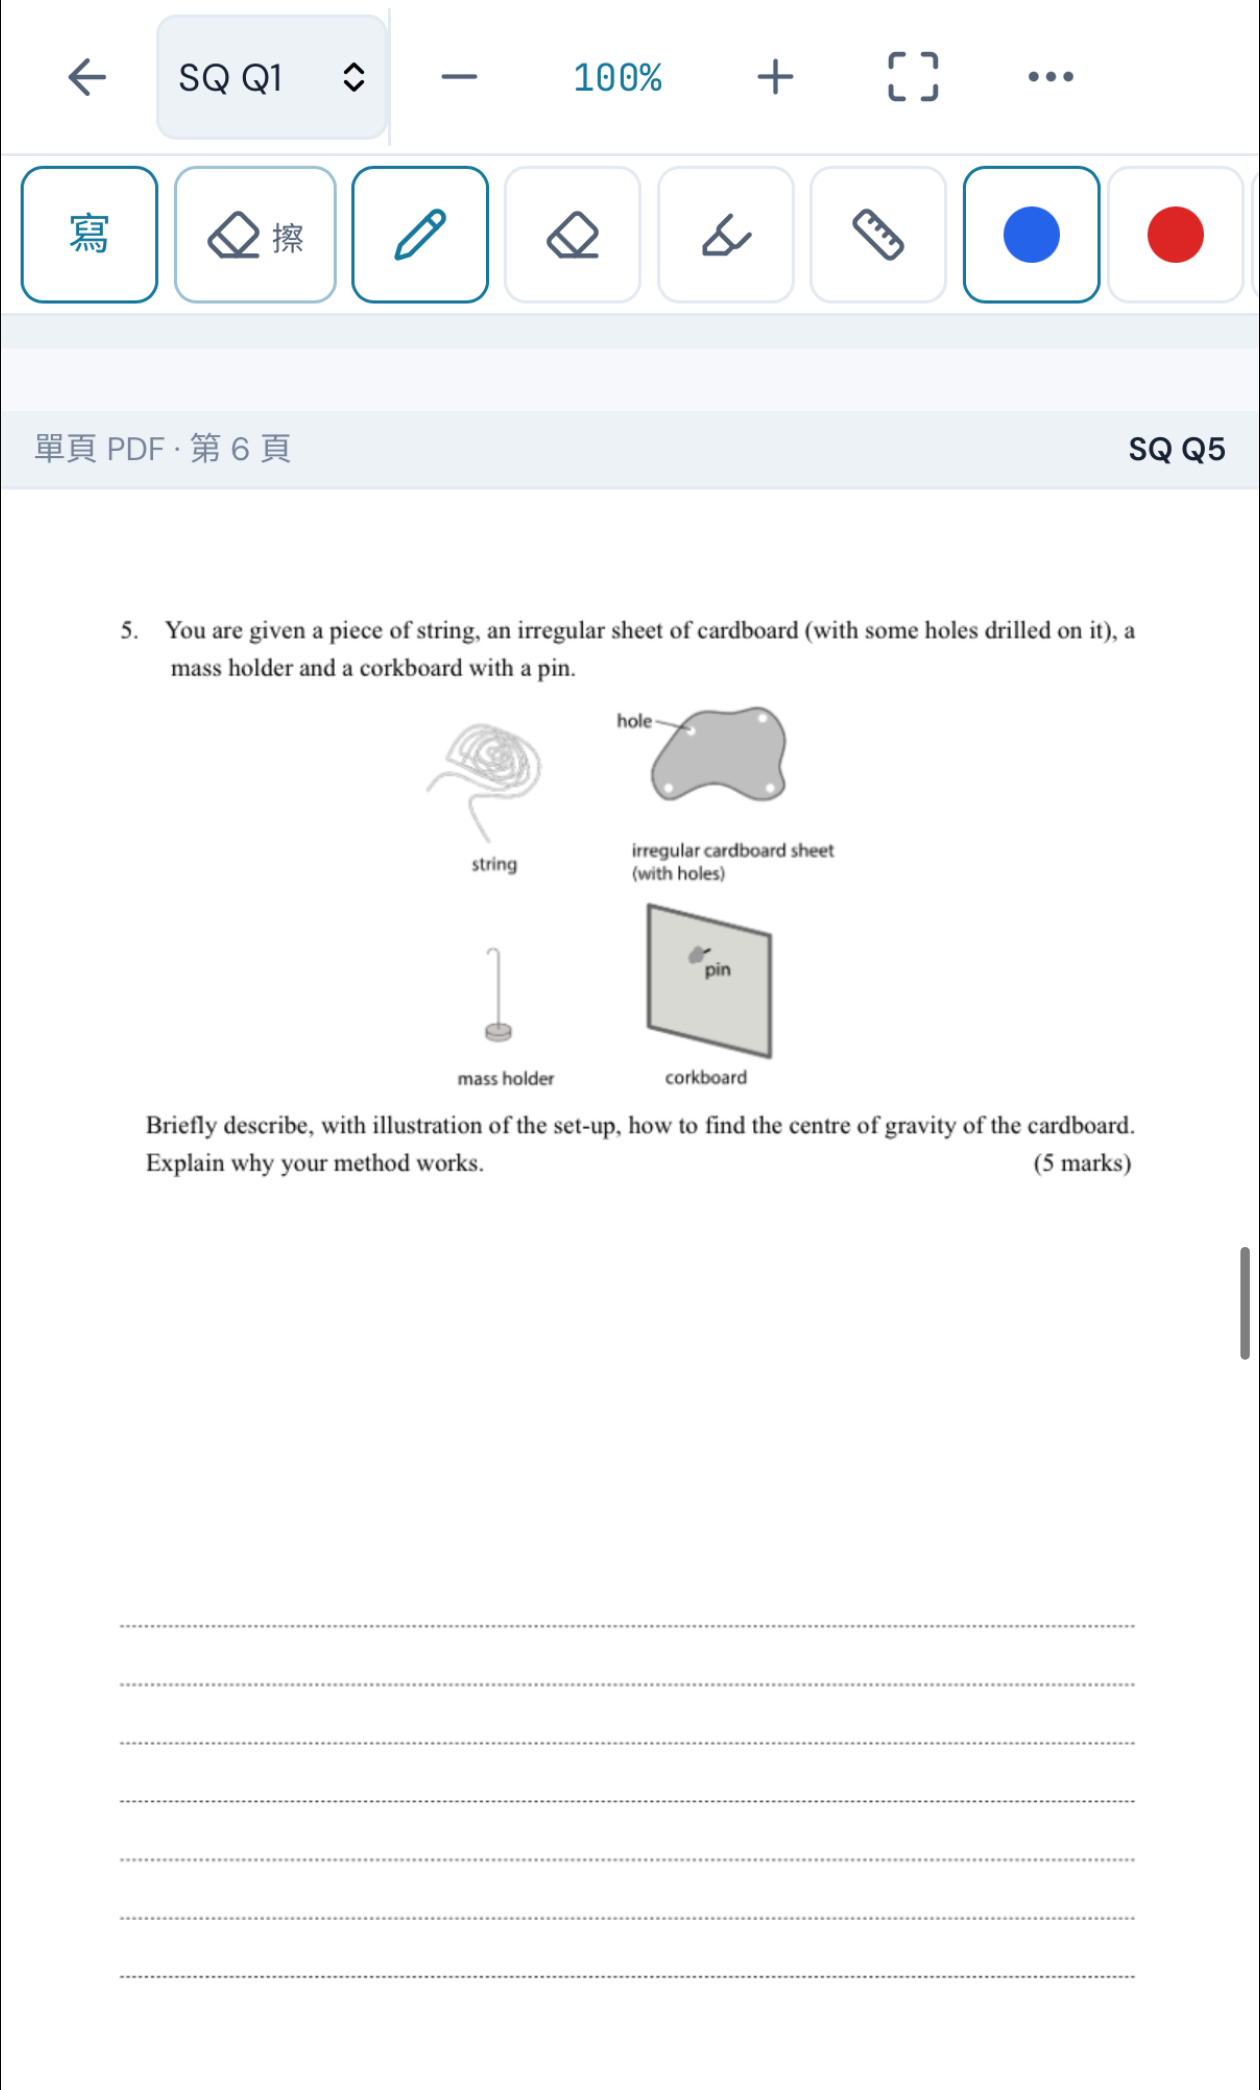 SQ Q1
100%
寫
擦
單頁 PDF · 第 6 頁
SQ Q5
5. You are given a piece of string, an irregular sheet of cardboard (with some holes drilled on it), a
mass holder and a corkboard with a pin.
hole
string
irregular cardboard sheet
(with holes)
pin
mass holder
corkboard
Briefly describe, with illustration of the set-up, how to find the centre of gravity of the cardboard.
Explain why your method works.
(5 marks)